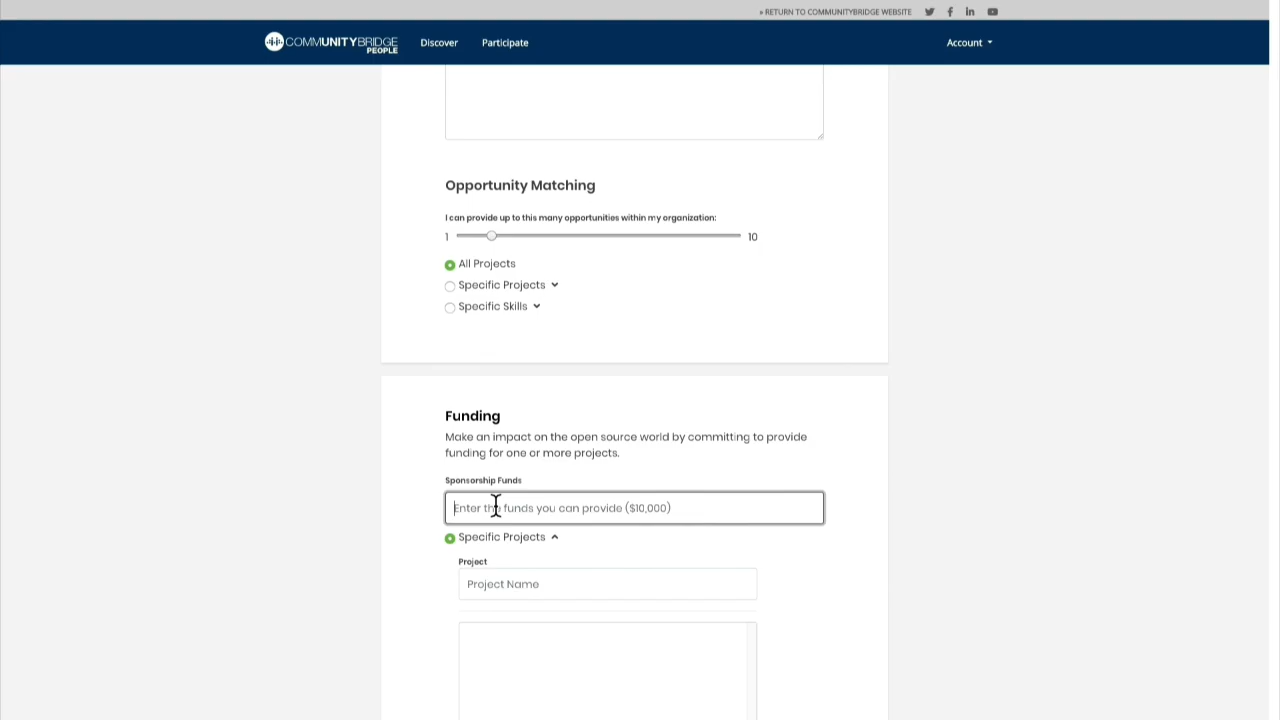 » RETURN TO COMMUNITYBRIDGE WEBSITE
COMMUNITYBRIDGE
PEOPLE
Discover
Participate
Account
Opportunity Matching
I can provide up to this many opportunities within my organization:
1
10
All Projects
Specific Projects
Specific Skills
Funding
Make an impact on the open source world by committing to provide
funding for one or more projects.
Sponsorship Funds
Enter the funds you can provide ($10,000)
Specific Projects
Project
Project Name